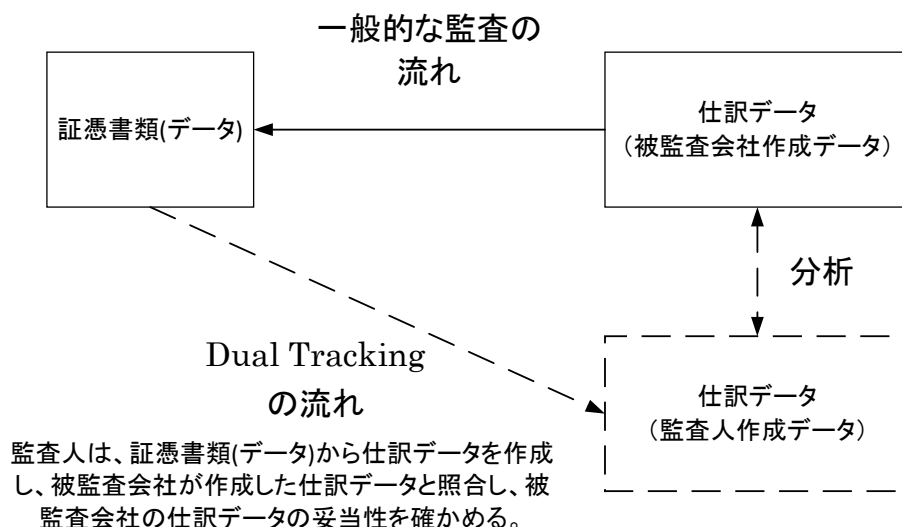 一般的な監査の
流れ
証憑書類(データ)
仕訳データ
（被監査会社作成データ）
分析
Dual Tracking
の流れ
仕訳データ
（監査人作成データ）
監査人は、証憑書類(データ)から仕訳データを作成
し、被監査会社が作成した仕訳データと照合し、被
監査会社の仕訳データの妥当性を確かめる。